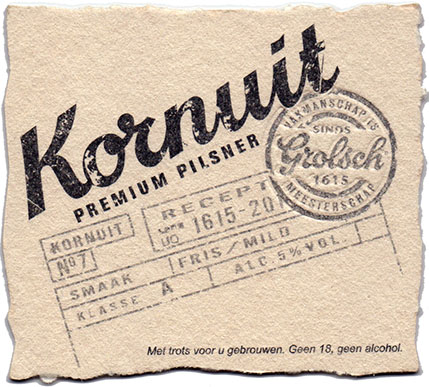 Kornuit
PREMIUM PILSNER
VAKMANSCHAP IS
SINDS
Grolsch
1615
MEESTERSCHAP
KORNUIT
Nº7
RECEPT
1615-201
SMAAK
FRIS/MILD
KLASSE A
ALC. 5% VOL.
Met trots voor u gebrouwen. Geen 18, geen alcohol.